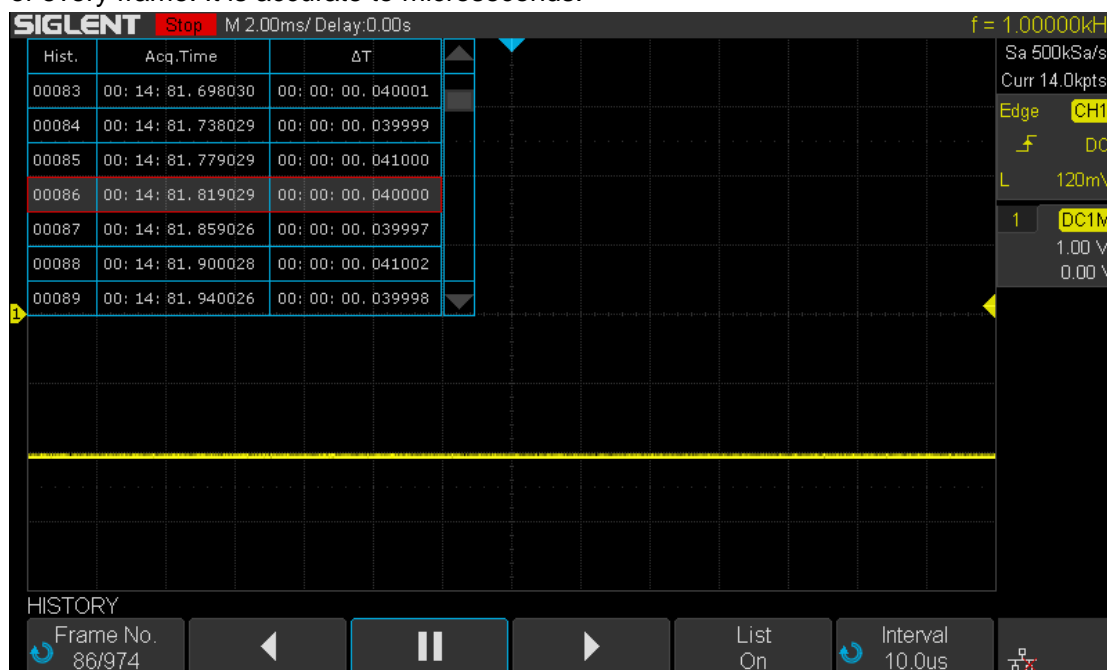 of every frame. It is accurate to microseconds.
SIGLENT Stop M 2.00ms/ Delay:0.00s f = 1.00000kH
Hist. Acq.Time ΔT
00083 00: 14: 81. 698030 00: 00: 00. 040001
00084 00: 14: 81. 738029 00: 00: 00. 039999
00085 00: 14: 81. 779029 00: 00: 00. 041000
00086 00: 14: 81. 819029 00: 00: 00. 040000
00087 00: 14: 81. 859026 00: 00: 00. 039997
00088 00: 14: 81. 900028 00: 00: 00. 041002
00089 00: 14: 81. 940026 00: 00: 00. 039998
Sa 500kSa/s
Curr 14.0kpts
Edge CH1
DC
L 120mV
1 DC1M
1.00 V
0.00 V
1
HISTORY
Frame No.
86/974
List
On
Interval
10.0us